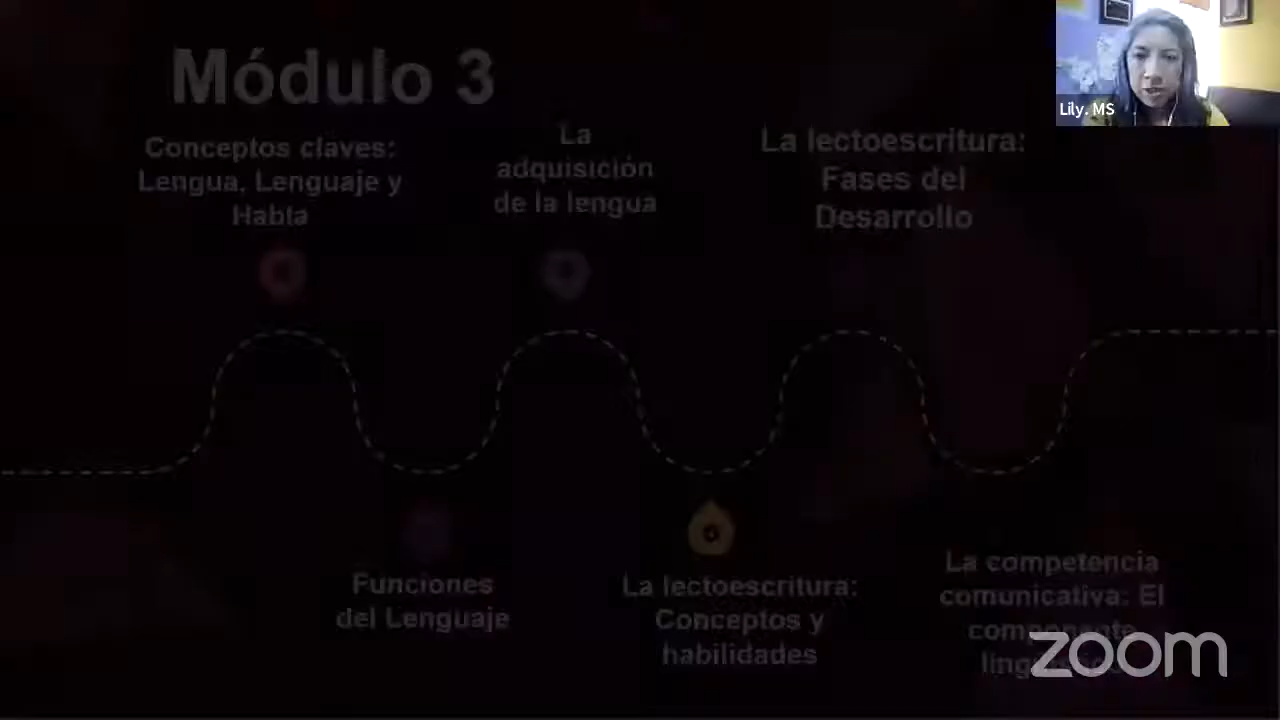 Módulo 3
Lily. MS
Conceptos claves:
Lengua, Lenguaje y
Habla
La
adquisición
de la lengua
La lectoescritura:
Fases del
Desarrollo
Funciones
del Lenguaje
La lectoescritura:
Conceptos y
habilidades
La competencia
comunicativa: El
componente
zoom